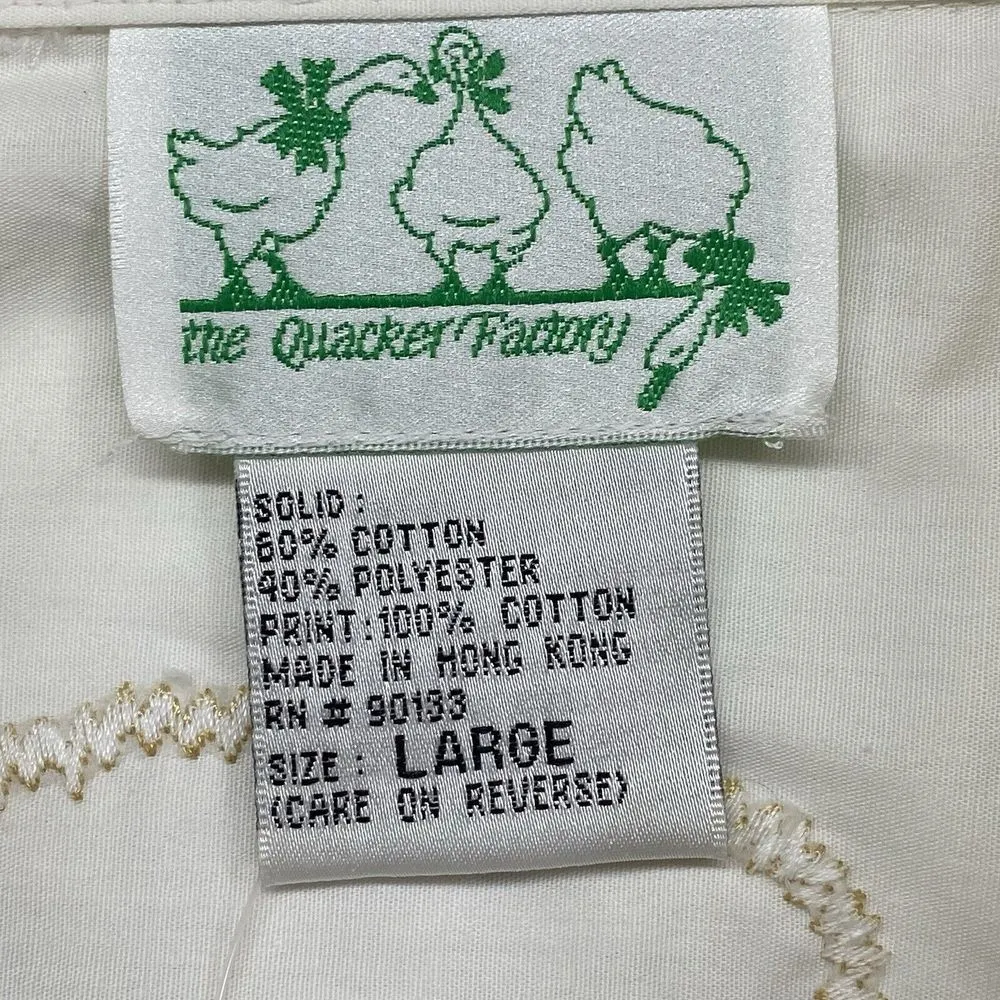 the Quacker Factory
SOLID:
60% COTTON
40% POLYESTER
PRINT:100% COTTON
MADE IN HONG KONG
RN # 90133
SIZE: LARGE
(CARE ON REVERSE)